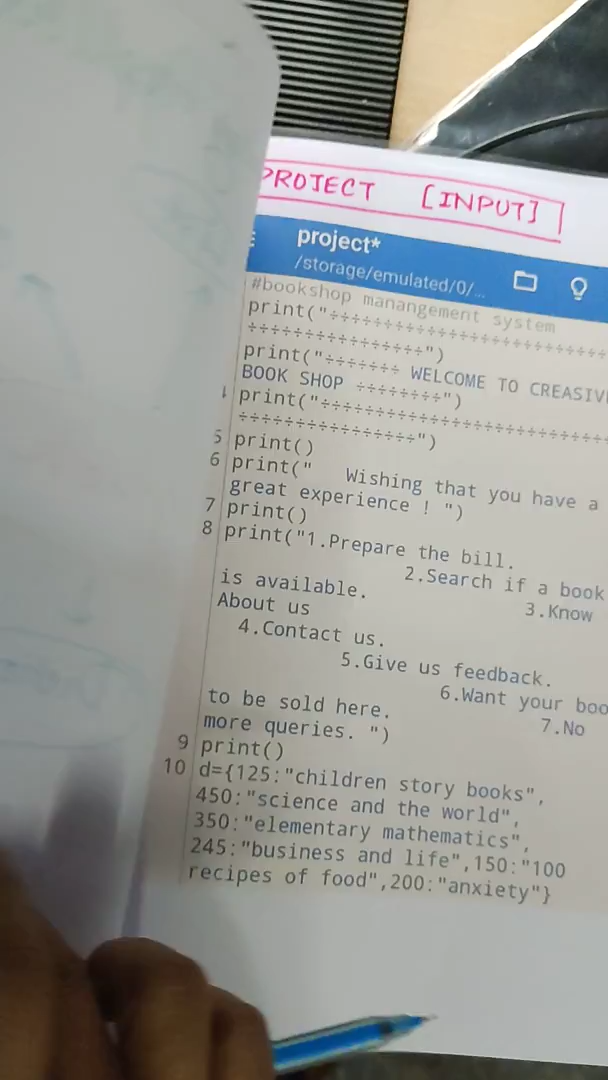 PROJECT [INPUT]
project*
/storage/emulated/0/...
#bookshop manangement system
print("÷÷÷÷÷÷÷÷÷÷÷÷÷÷÷÷÷÷÷÷÷÷÷÷÷÷
÷÷÷÷÷÷÷÷÷÷÷÷÷÷÷÷")
print("÷÷÷÷÷÷÷ WELCOME TO CREASIVE
BOOK SHOP ÷÷÷÷÷÷÷÷")
4 print("÷÷÷÷÷÷÷÷÷÷÷÷÷÷÷÷÷÷÷÷÷÷÷÷÷÷
÷÷÷÷÷÷÷÷÷÷÷÷÷÷÷÷")
5 print()
6 print("   Wishing that you have a
great experience ! ")
7 print()
8 print("1.Prepare the bill.
2.Search if a book
is available.
3.Know
About us
4.Contact us.
5.Give us feedback.
6.Want your boo
to be sold here.
7.No
more queries. ")
9 print()
10 d={125:"children story books",
450:"science and the world",
350:"elementary mathematics",
245:"business and life",150:"100
recipes of food",200:"anxiety"}